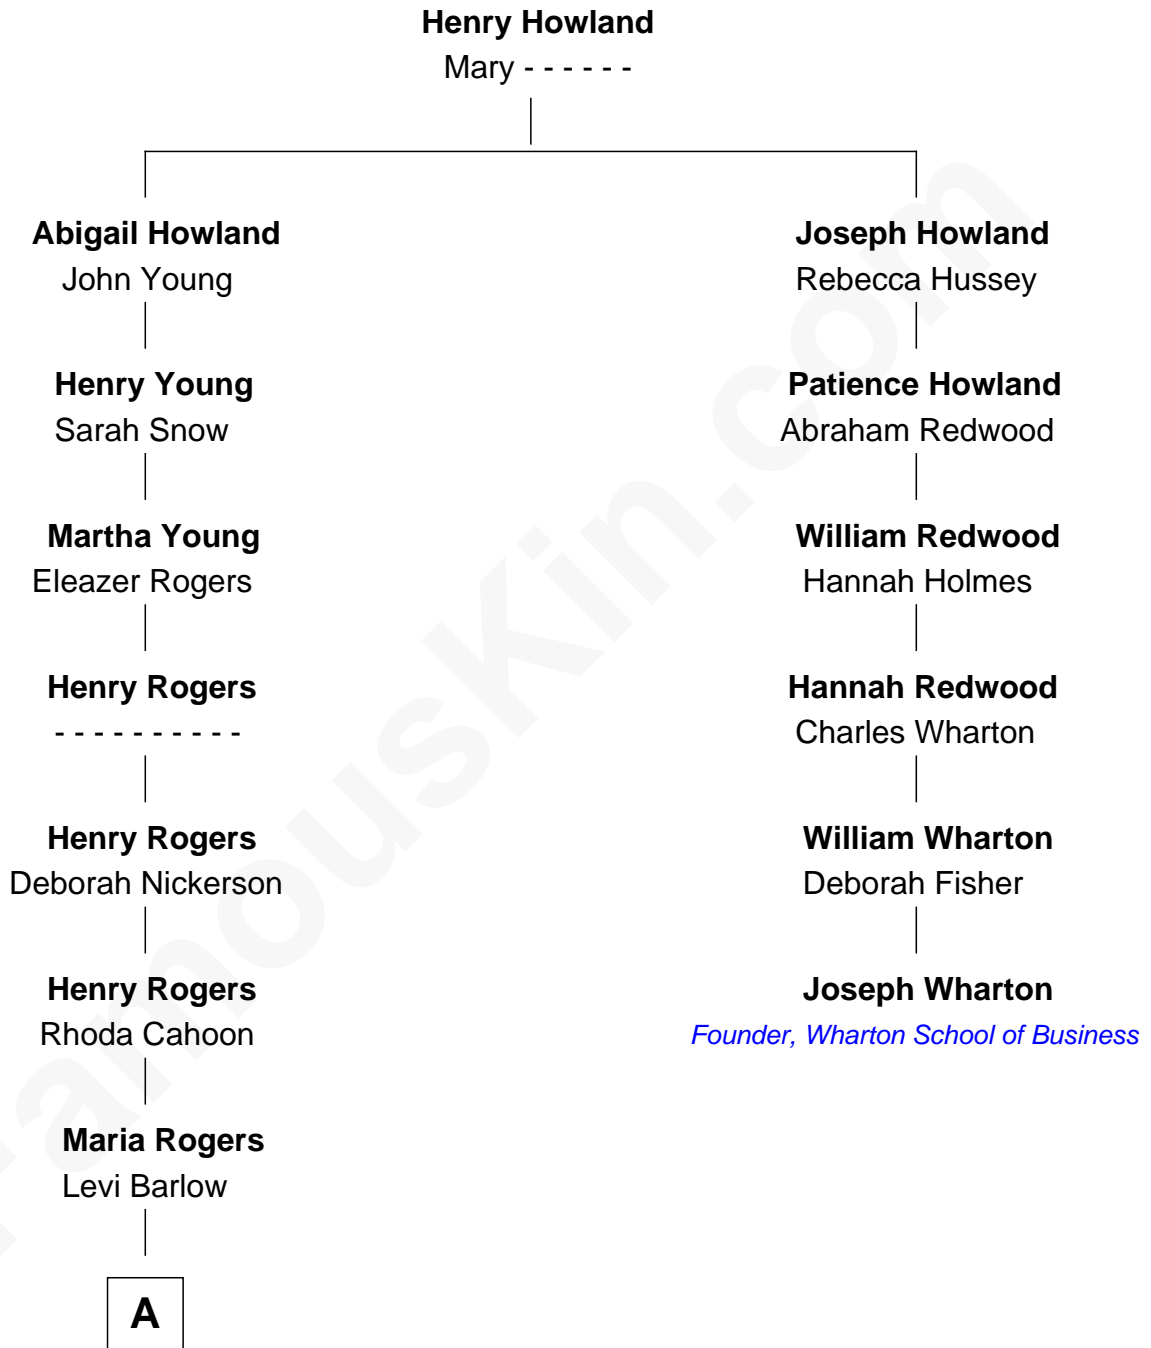 Henry Howland
Mary - - - - - -
Abigail Howland
John Young
Joseph Howland
Rebecca Hussey
Henry Young
Sarah Snow
Patience Howland
Abraham Redwood
Martha Young
Eleazer Rogers
William Redwood
Hannah Holmes
Henry Rogers
- - - - - - - - - -
Hannah Redwood
Charles Wharton
Henry Rogers
Deborah Nickerson
William Wharton
Deborah Fisher
Henry Rogers
Rhoda Cahoon
Joseph Wharton
Founder, Wharton School of Business
Maria Rogers
Levi Barlow
A
FamousKin.com